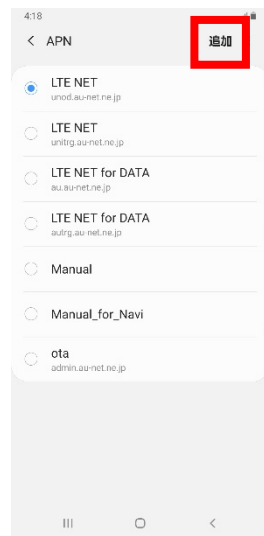 4:18
APN
追加
LTE NET
unod.au-net.ne.jp
LTE NET
unitrg.au-net.ne.jp
LTE NET for DATA
au.au-net.ne.jp
LTE NET for DATA
autrg.au-net.ne.jp
Manual
Manual_for_Navi
ota
admin.au-net.ne.jp